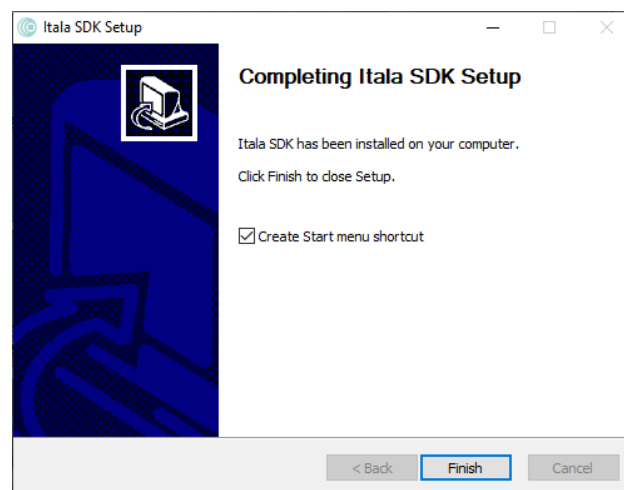 Itala SDK Setup
Completing Itala SDK Setup
Itala SDK has been installed on your computer.
Click Finish to close Setup.
Create Start menu shortcut
< Back
Finish
Cancel